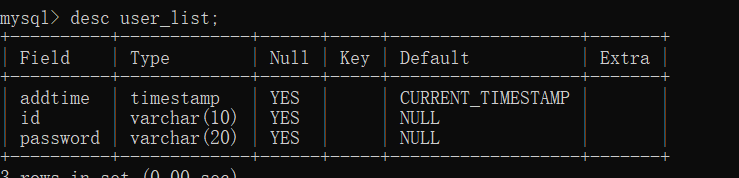 mysql> desc user_list;
+----------+-------------+------+-----+-------------------+-------+
| Field | Type | Null | Key | Default | Extra |
+----------+-------------+------+-----+-------------------+-------+
| addtime | timestamp | YES | | CURRENT_TIMESTAMP | |
| id | varchar(10) | YES | | NULL | |
| password | varchar(20) | YES | | NULL | |
+----------+-------------+------+-----+-------------------+-------+
3 rows in set (0.00 sec)